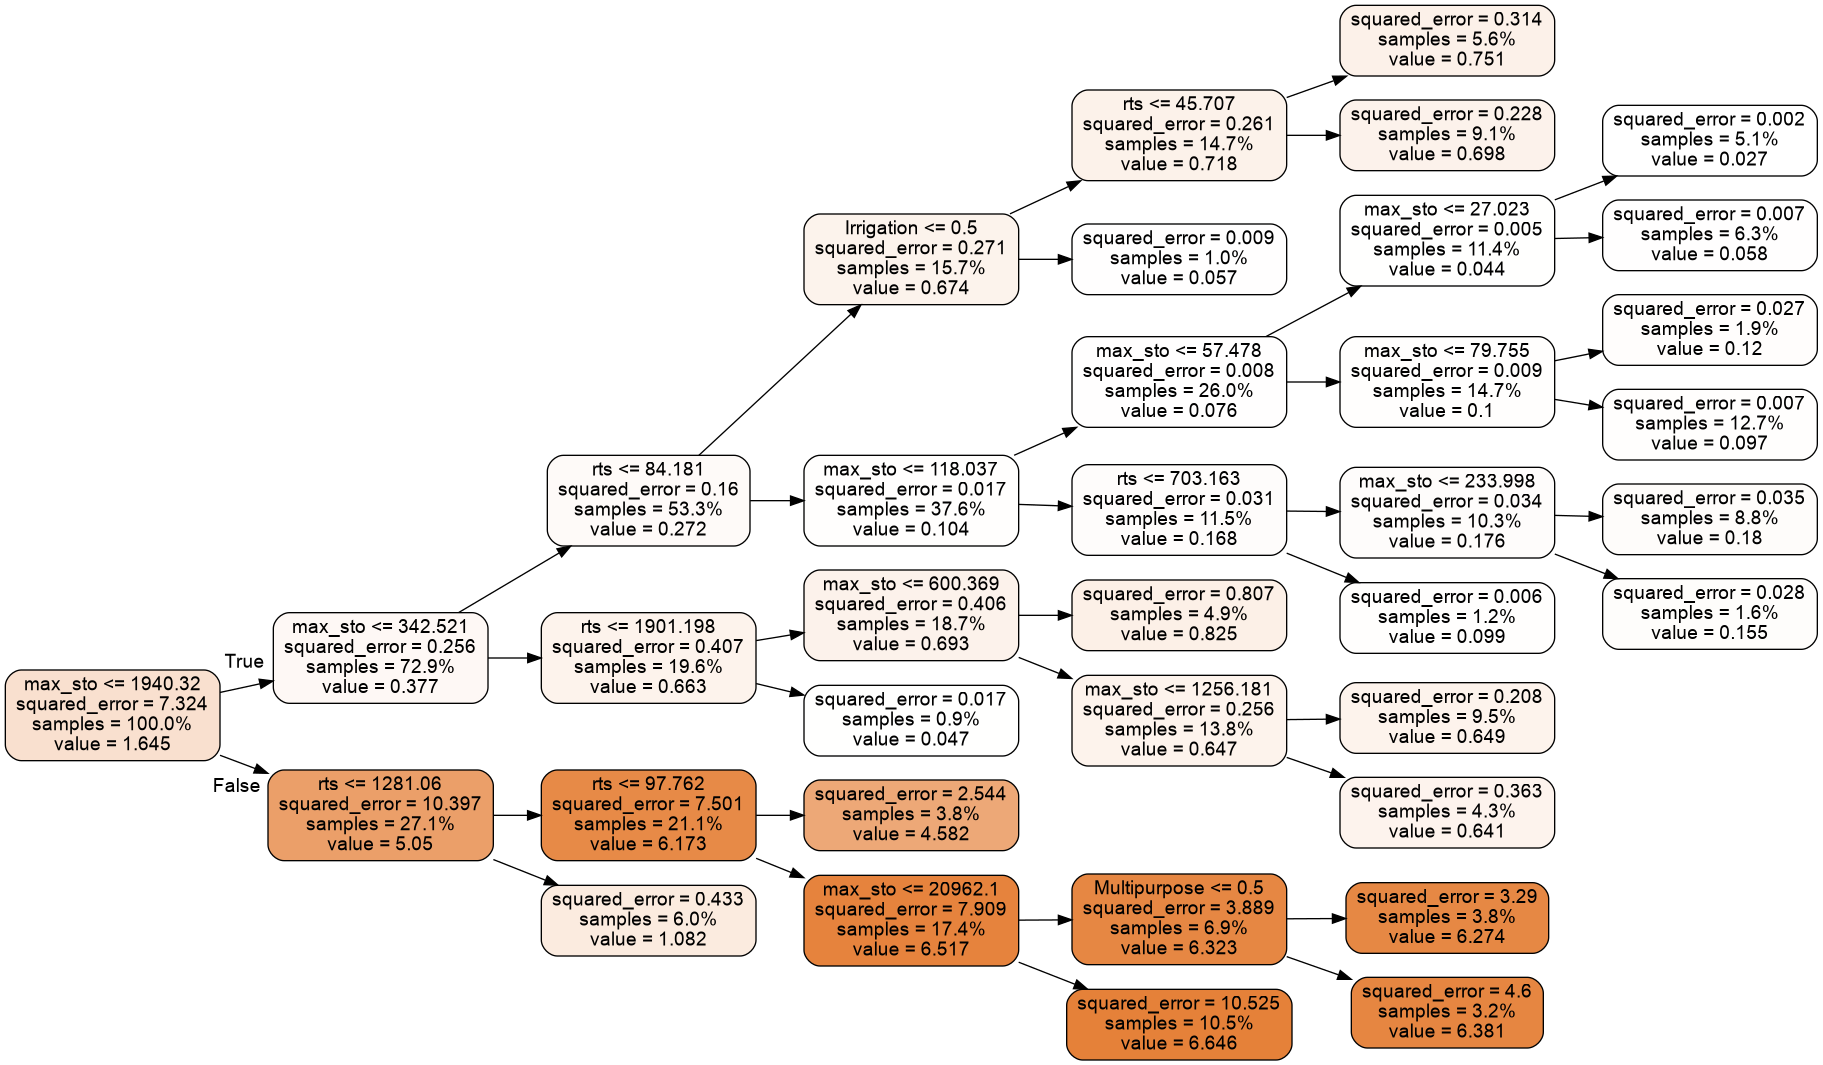 max_sto <= 1940.32
squared_error = 7.324
samples = 100.0%
value = 1.645
True
False
max_sto <= 342.521
squared_error = 0.256
samples = 72.9%
value = 0.377
rts <= 1281.06
squared_error = 10.397
samples = 27.1%
value = 5.05
rts <= 84.181
squared_error = 0.16
samples = 53.3%
value = 0.272
rts <= 1901.198
squared_error = 0.407
samples = 19.6%
value = 0.663
rts <= 97.762
squared_error = 7.501
samples = 21.1%
value = 6.173
squared_error = 0.433
samples = 6.0%
value = 1.082
Irrigation <= 0.5
squared_error = 0.271
samples = 15.7%
value = 0.674
max_sto <= 118.037
squared_error = 0.017
samples = 37.6%
value = 0.104
max_sto <= 600.369
squared_error = 0.406
samples = 18.7%
value = 0.693
squared_error = 0.017
samples = 0.9%
value = 0.047
squared_error = 2.544
samples = 3.8%
value = 4.582
max_sto <= 20962.1
squared_error = 7.909
samples = 17.4%
value = 6.517
rts <= 45.707
squared_error = 0.261
samples = 14.7%
value = 0.718
squared_error = 0.009
samples = 1.0%
value = 0.057
max_sto <= 57.478
squared_error = 0.008
samples = 26.0%
value = 0.076
rts <= 703.163
squared_error = 0.031
samples = 11.5%
value = 0.168
squared_error = 0.807
samples = 4.9%
value = 0.825
max_sto <= 1256.181
squared_error = 0.256
samples = 13.8%
value = 0.647
Multipurpose <= 0.5
squared_error = 3.889
samples = 6.9%
value = 6.323
squared_error = 10.525
samples = 10.5%
value = 6.646
squared_error = 0.314
samples = 5.6%
value = 0.751
squared_error = 0.228
samples = 9.1%
value = 0.698
max_sto <= 27.023
squared_error = 0.005
samples = 11.4%
value = 0.044
max_sto <= 79.755
squared_error = 0.009
samples = 14.7%
value = 0.1
max_sto <= 233.998
squared_error = 0.034
samples = 10.3%
value = 0.176
squared_error = 0.006
samples = 1.2%
value = 0.099
squared_error = 0.208
samples = 9.5%
value = 0.649
squared_error = 0.363
samples = 4.3%
value = 0.641
squared_error = 3.29
samples = 3.8%
value = 6.274
squared_error = 4.6
samples = 3.2%
value = 6.381
squared_error = 0.002
samples = 5.1%
value = 0.027
squared_error = 0.007
samples = 6.3%
value = 0.058
squared_error = 0.027
samples = 1.9%
value = 0.12
squared_error = 0.007
samples = 12.7%
value = 0.097
squared_error = 0.035
samples = 8.8%
value = 0.18
squared_error = 0.028
samples = 1.6%
value = 0.155